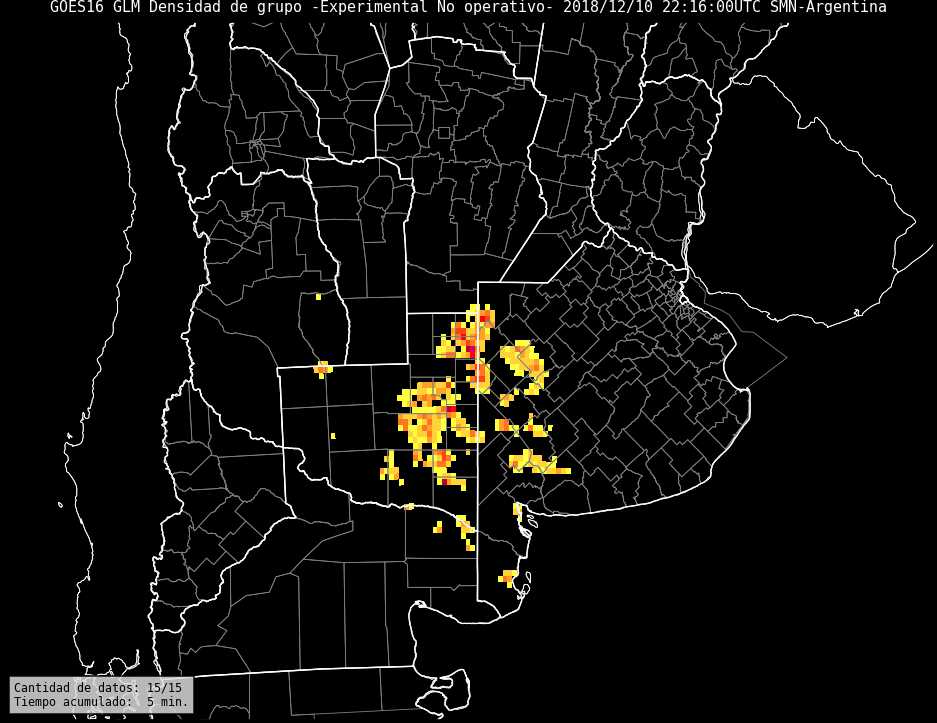 GOES16 GLM Densidad de grupo -Experimental No operativo- 2018/12/10 22:16:00UTC SMN-Argentina
Cantidad de datos: 15/15
Tiempo acumulado:  5 min.